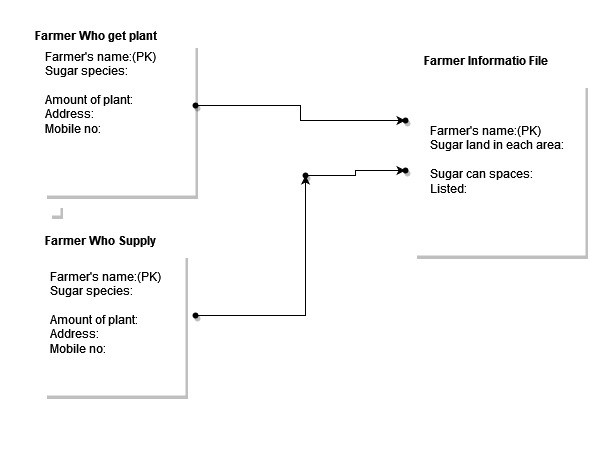 Farmer Who get plant
Farmer's name:(PK)
Sugar species:
Amount of plant:
Address:
Mobile no:
Farmer Informatio File
Farmer's name:(PK)
Sugar land in each area:
Sugar can spaces:
Listed:
Farmer Who Supply
Farmer's name:(PK)
Sugar species:
Amount of plant:
Address:
Mobile no: